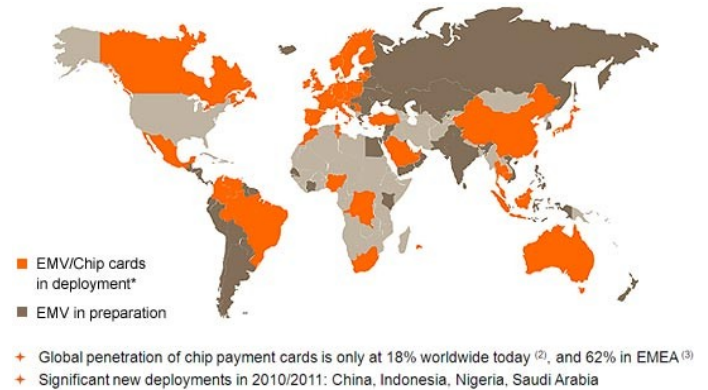 EMV/Chip cards
in deployment*
EMV in preparation
Global penetration of chip payment cards is only at 18% worldwide today (2), and 62% in EMEA (3)
Significant new deployments in 2010/2011: China, Indonesia, Nigeria, Saudi Arabia